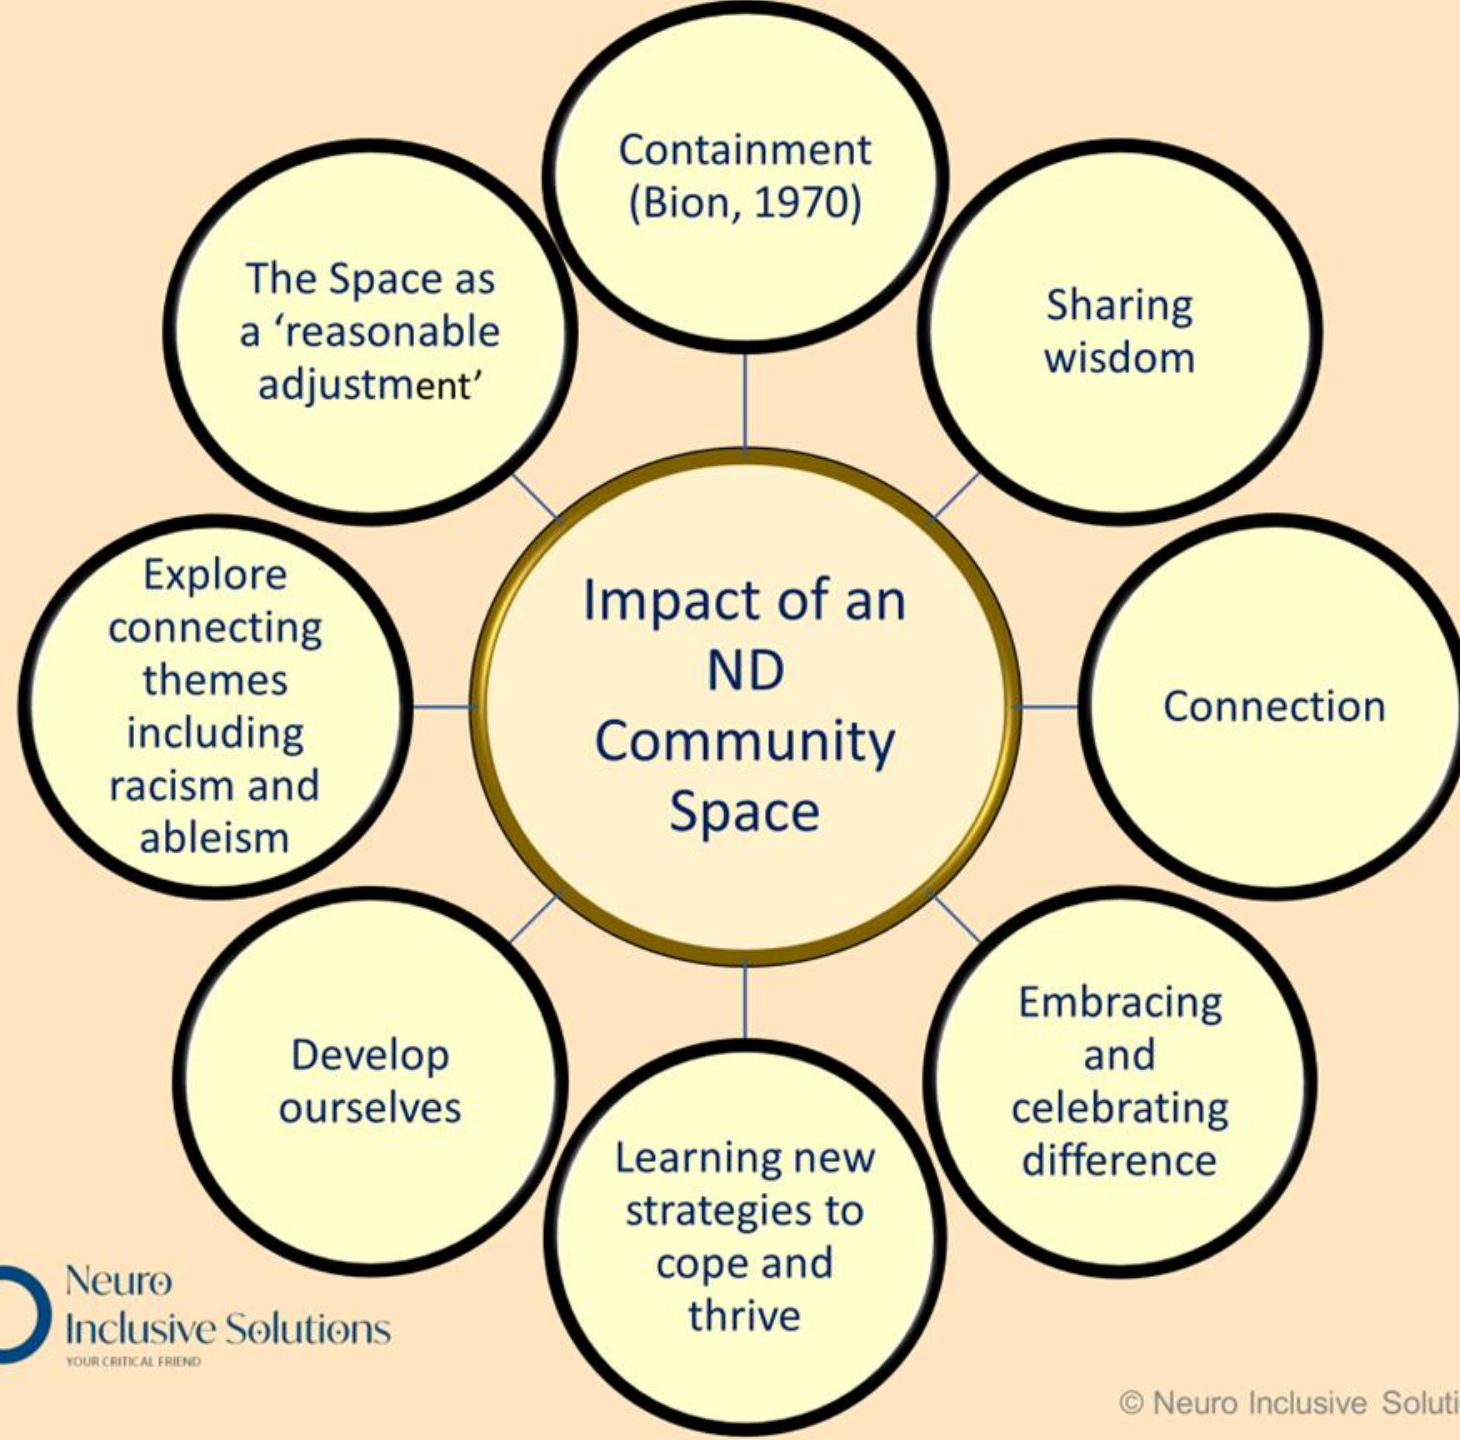 Containment
(Bion, 1970)
Sharing
wisdom
Connection
Embracing
and
celebrating
difference
Learning new
strategies to
cope and
thrive
Develop
ourselves
Explore
connecting
themes
including
racism and
ableism
The Space as
a ‘reasonable
adjustment’
Impact of an
ND
Community
Space
Neuro
Inclusive Solutions
YOUR CRITICAL FRIEND
© Neuro Inclusive Soluti